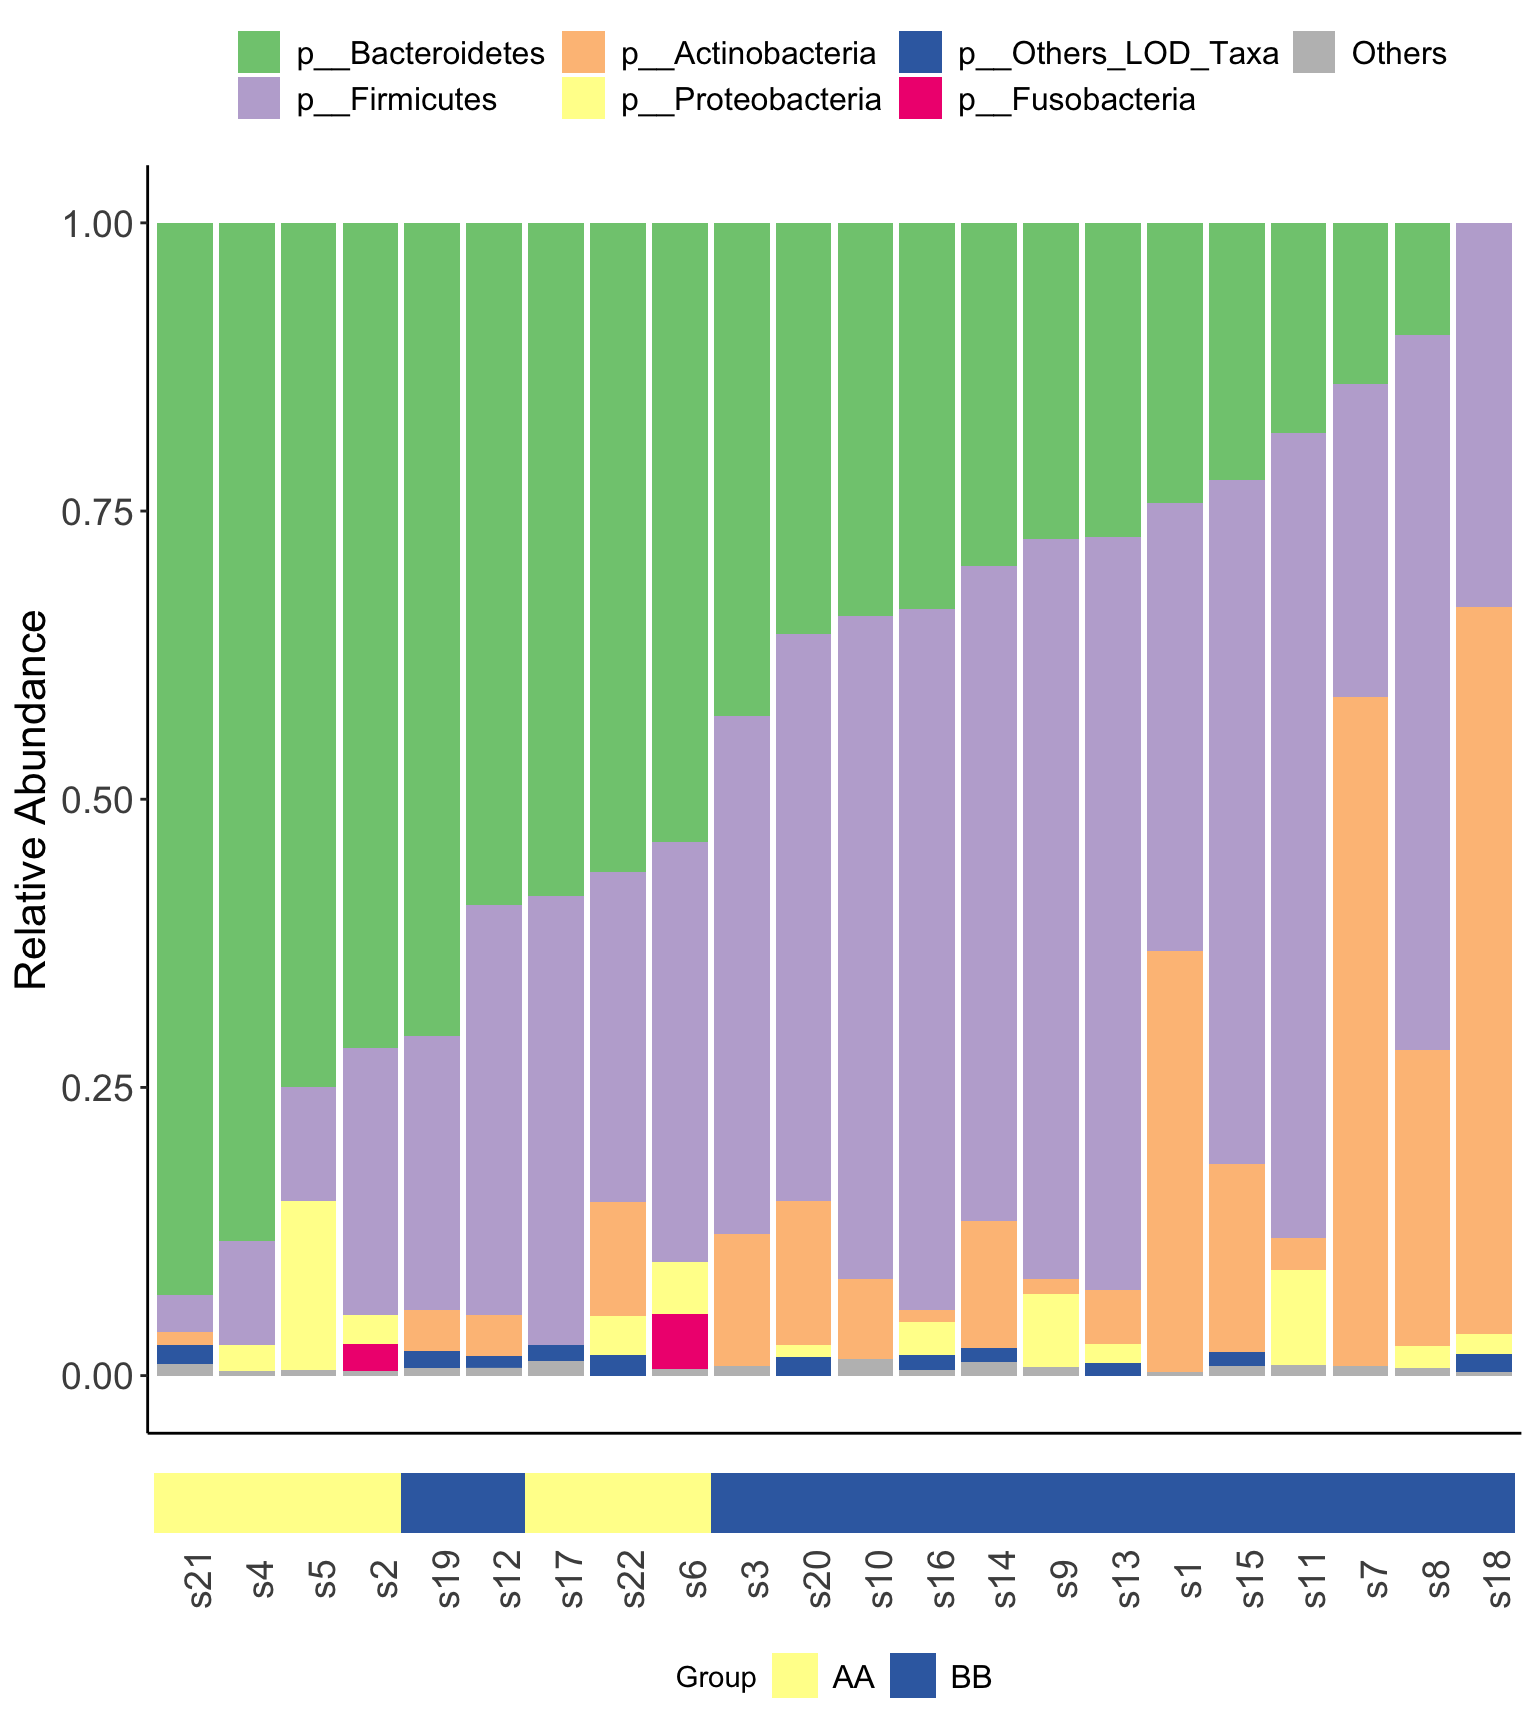 p__Bacteroidetes p__Actinobacteria p__Others_LOD_Taxa Others
p__Firmicutes p__Proteobacteria p__Fusobacteria
1.00
0.75
0.50
0.25
0.00
Relative Abundance
s21 s4 s5 s2 s19 s12 s17 s22 s6 s3 s20 s10 s16 s14 s9 s13 s1 s15 s11 s7 s8 s18
Group AA BB